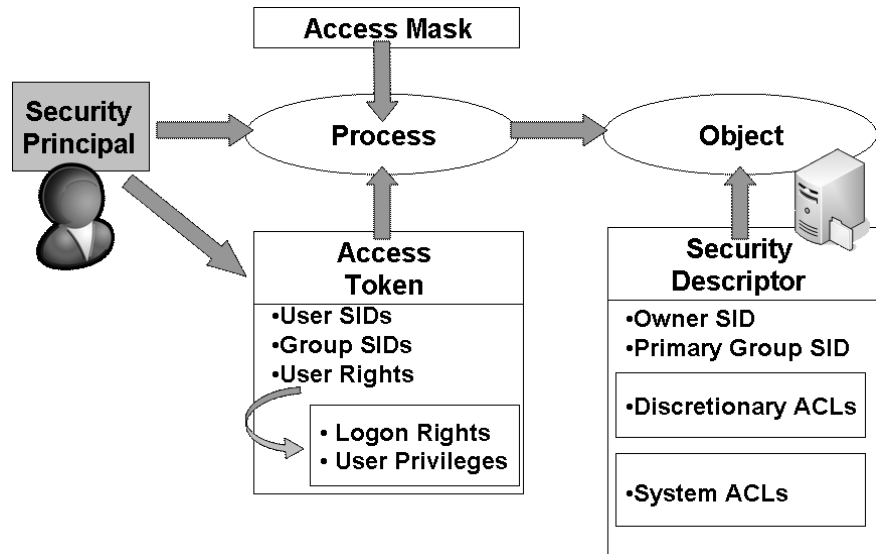 Access Mask
Security
Principal
Process
Object
Access
Token
•User SIDs
•Group SIDs
•User Rights
• Logon Rights
• User Privileges
Security
Descriptor
•Owner SID
•Primary Group SID
•Discretionary ACLs
•System ACLs